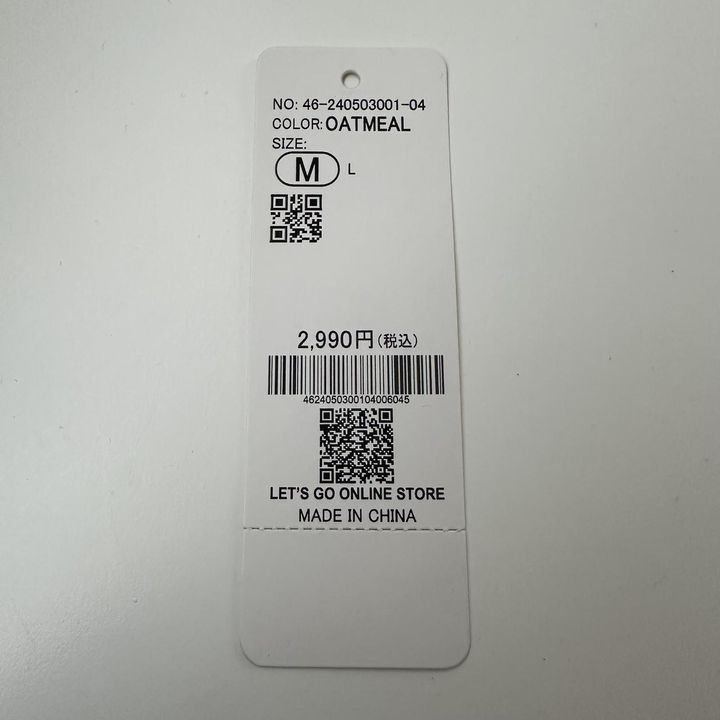 NO: 46-240503001-04
COLOR: OATMEAL
SIZE:
M L
2,990円(税込)
4624050300104006045
LET'S GO ONLINE STORE
MADE IN CHINA